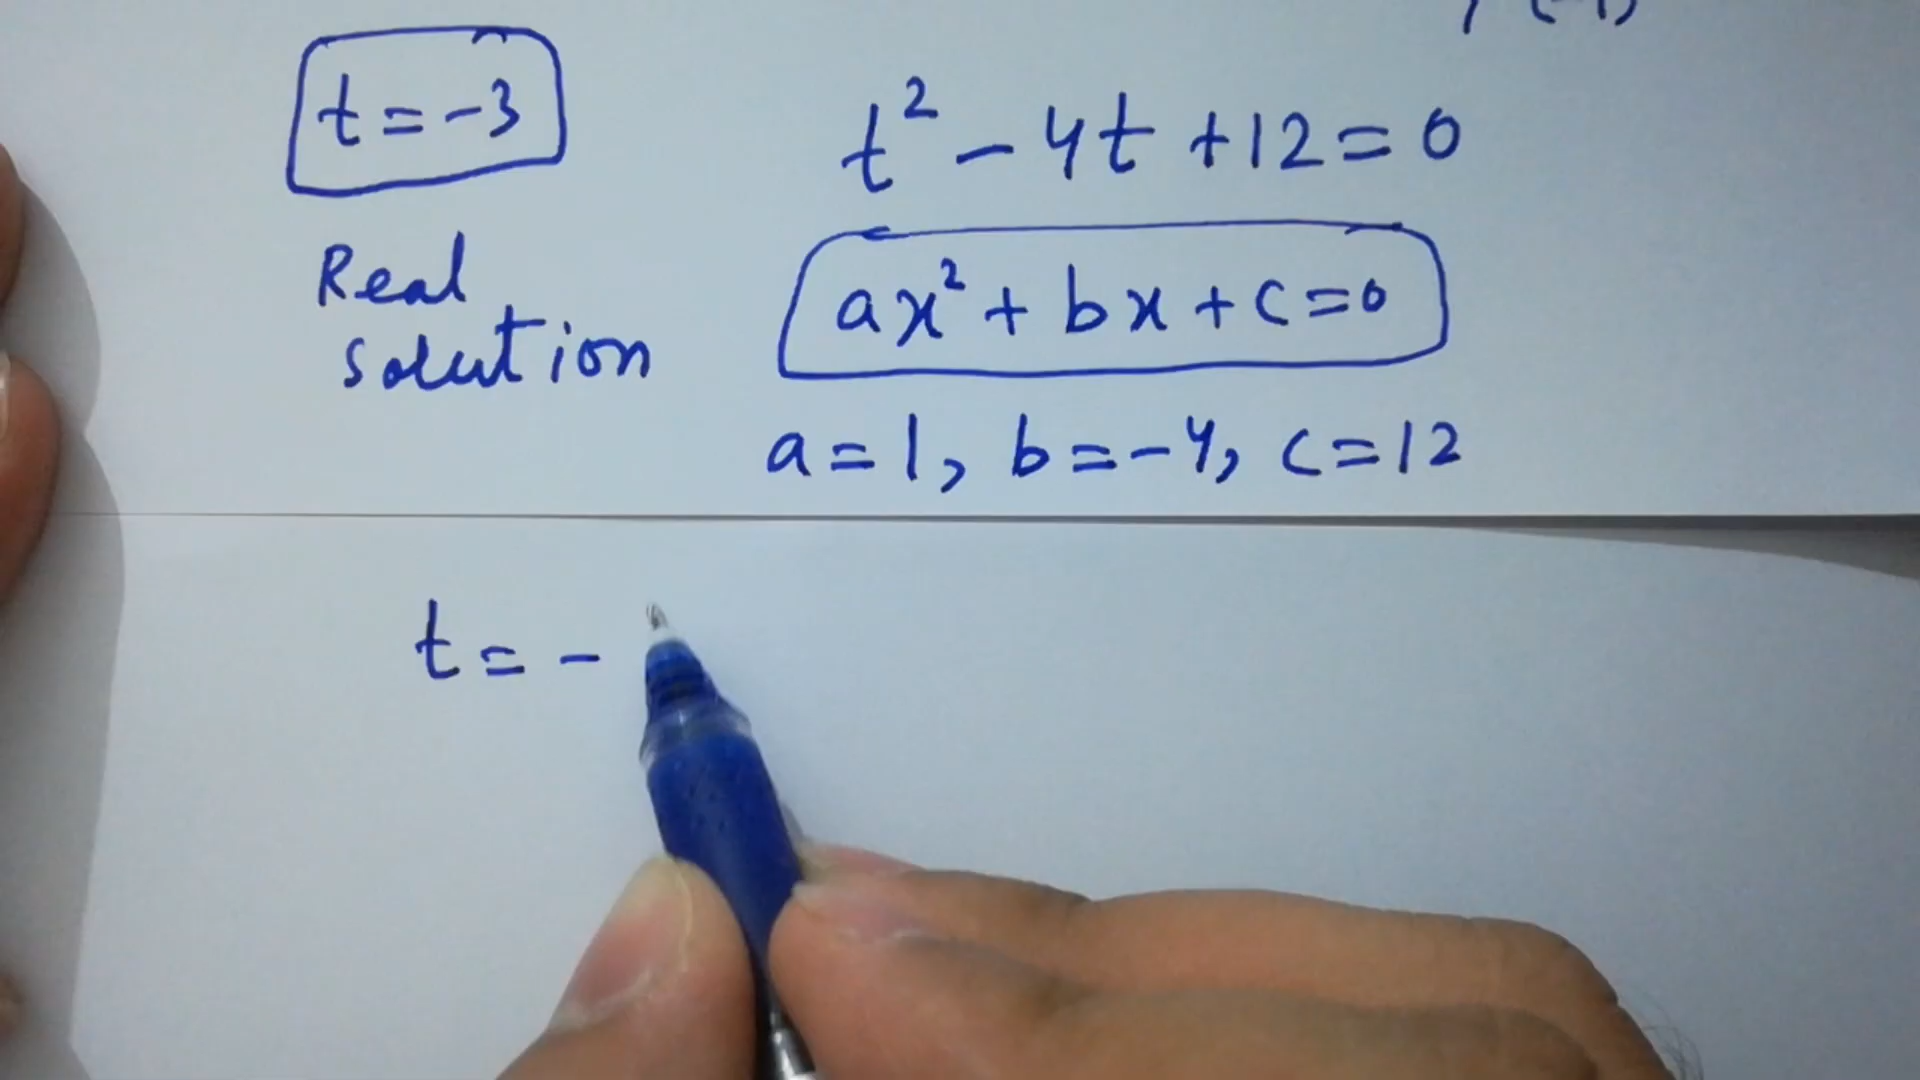 t = -3
Real
solution
t² - 4t + 12 = 0
ax² + bx + c = 0
a = 1, b = -4, c = 12
t = -